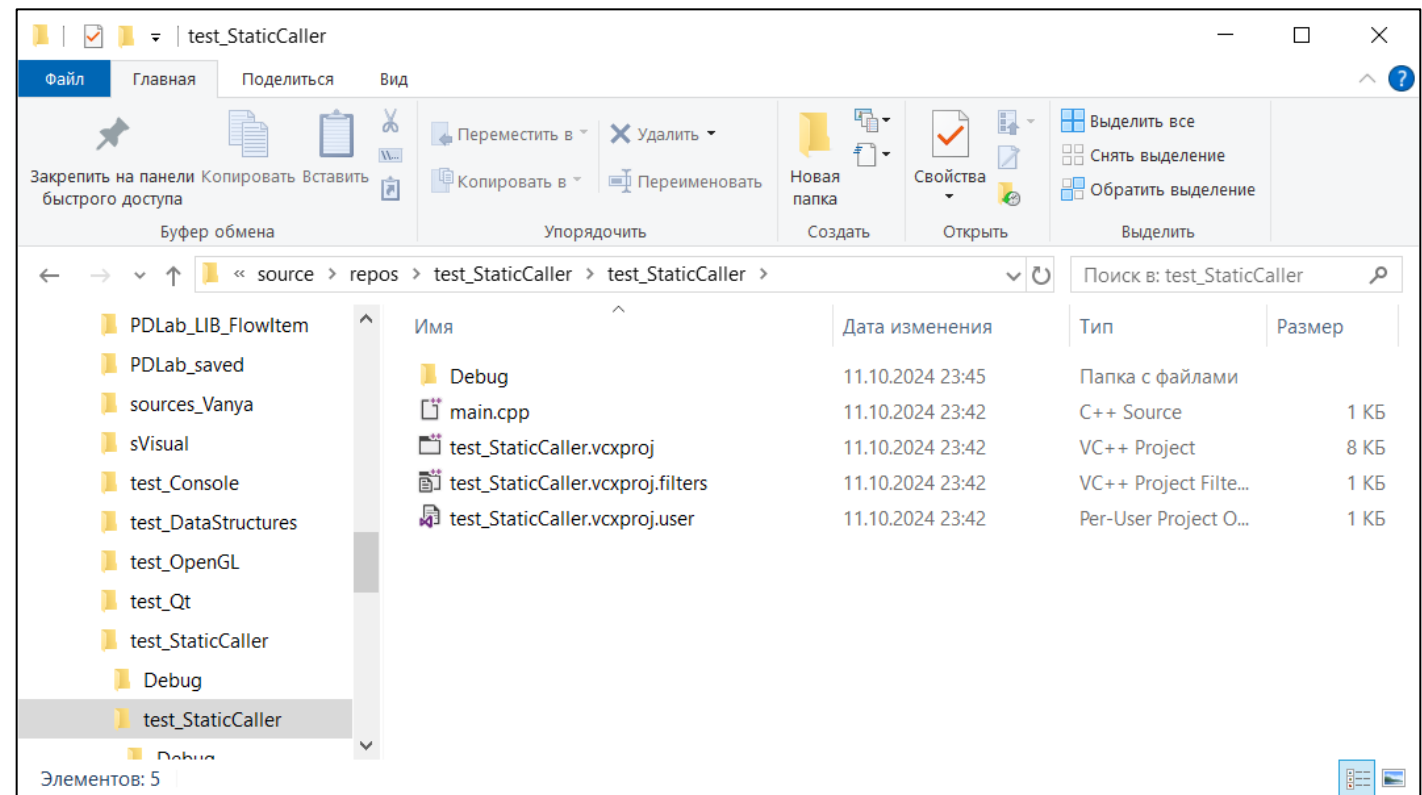 test_StaticCaller
Файл Главная Поделиться Вид
Закрепить на панели быстрого доступа
Копировать
Вставить
Буфер обмена
Переместить в
Копировать в
Удалить
Переименовать
Упорядочить
Новая папка
Создать
Свойства
Открыть
Выделить все
Снять выделение
Обратить выделение
Выделить
« source > repos > test_StaticCaller > test_StaticCaller >
Поиск в: test_StaticCaller
PDLab_LIB_FlowItem
PDLab_saved
sources_Vanya
sVisual
test_Console
test_DataStructures
test_OpenGL
test_Qt
test_StaticCaller
Debug
test_StaticCaller
Debug
Имя Дата изменения Тип Размер
Debug 11.10.2024 23:45 Папка с файлами
main.cpp 11.10.2024 23:42 C++ Source 1 КБ
test_StaticCaller.vcxproj 11.10.2024 23:42 VC++ Project 8 КБ
test_StaticCaller.vcxproj.filters 11.10.2024 23:42 VC++ Project Filte... 1 КБ
test_StaticCaller.vcxproj.user 11.10.2024 23:42 Per-User Project O... 1 КБ
Элементов: 5